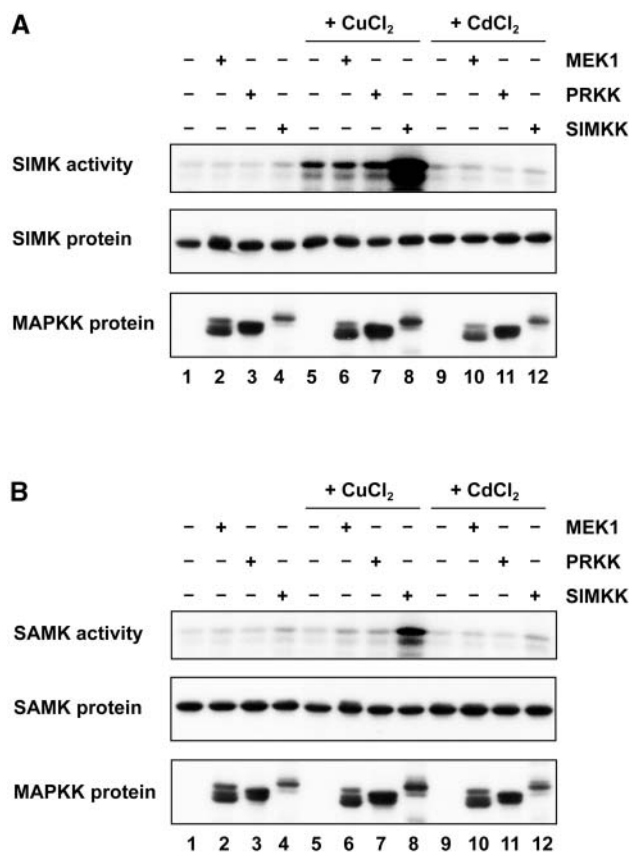 A
+ CuCl₂ + CdCl₂
– + – – – + – – – + – – MEK1
– – + – – – + – – – + – PRKK
– – – + – – – + – – – + SIMKK
SIMK activity
SIMK protein
MAPKK protein
1 2 3 4 5 6 7 8 9 10 11 12
B
+ CuCl₂ + CdCl₂
– + – – – + – – – + – – MEK1
– – + – – – + – – – + – PRKK
– – – + – – – + – – – + SIMKK
SAMK activity
SAMK protein
MAPKK protein
1 2 3 4 5 6 7 8 9 10 11 12